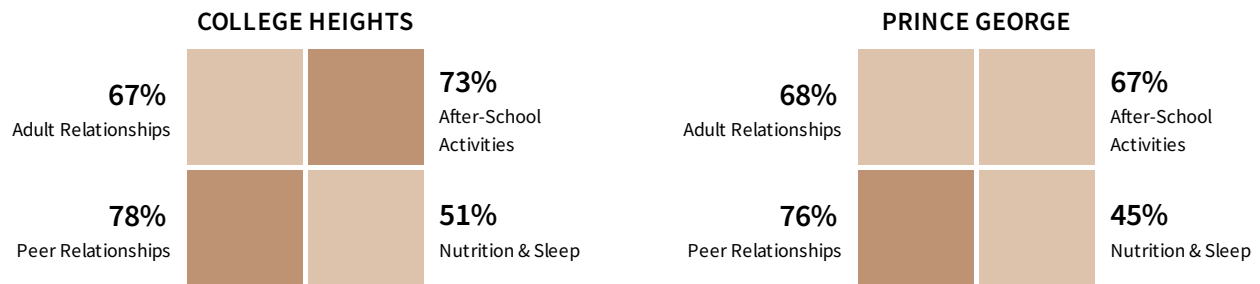 COLLEGE HEIGHTS
67%
Adult Relationships
73%
After-School
Activities
78%
Peer Relationships
51%
Nutrition & Sleep
PRINCE GEORGE
68%
Adult Relationships
67%
After-School
Activities
76%
Peer Relationships
45%
Nutrition & Sleep